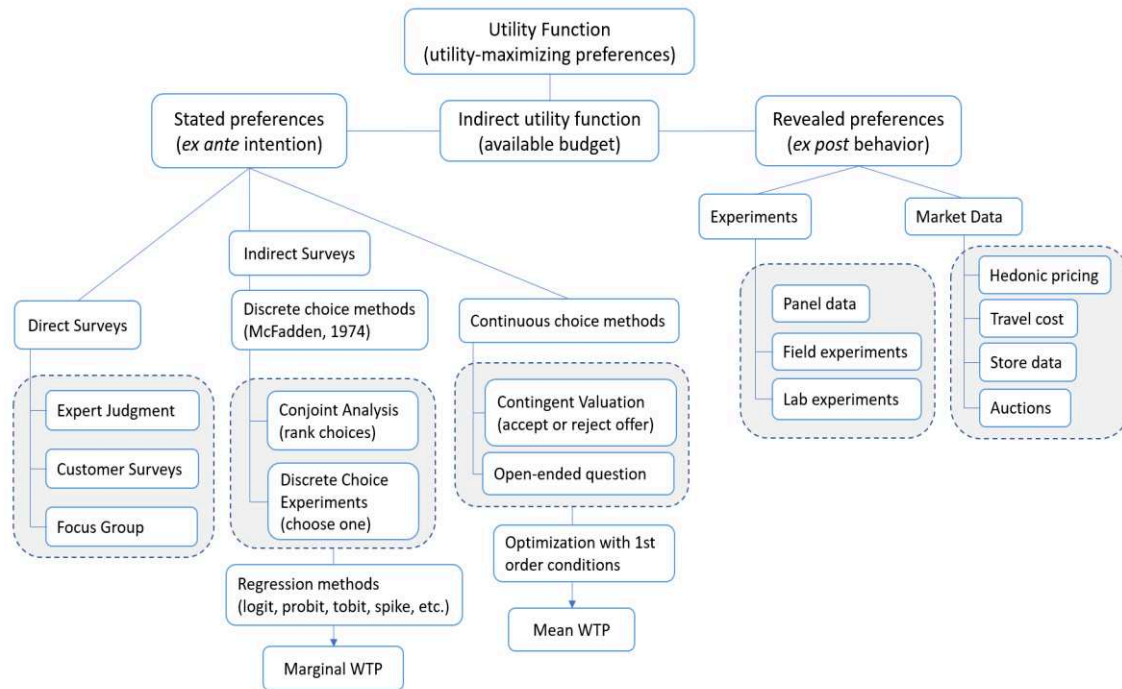 Utility Function
(utility-maximizing preferences)
Stated preferences
(ex ante intention)
Indirect utility function
(available budget)
Revealed preferences
(ex post behavior)
Experiments
Market Data
Indirect Surveys
Direct Surveys
Discrete choice methods
(McFadden, 1974)
Continuous choice methods
Panel data
Field experiments
Lab experiments
Hedonic pricing
Travel cost
Store data
Auctions
Expert Judgment
Customer Surveys
Focus Group
Conjoint Analysis
(rank choices)
Discrete Choice
Experiments
(choose one)
Contingent Valuation
(accept or reject offer)
Open-ended question
Regression methods
(logit, probit, tobit, spike, etc.)
Marginal WTP
Optimization with 1st
order conditions
Mean WTP